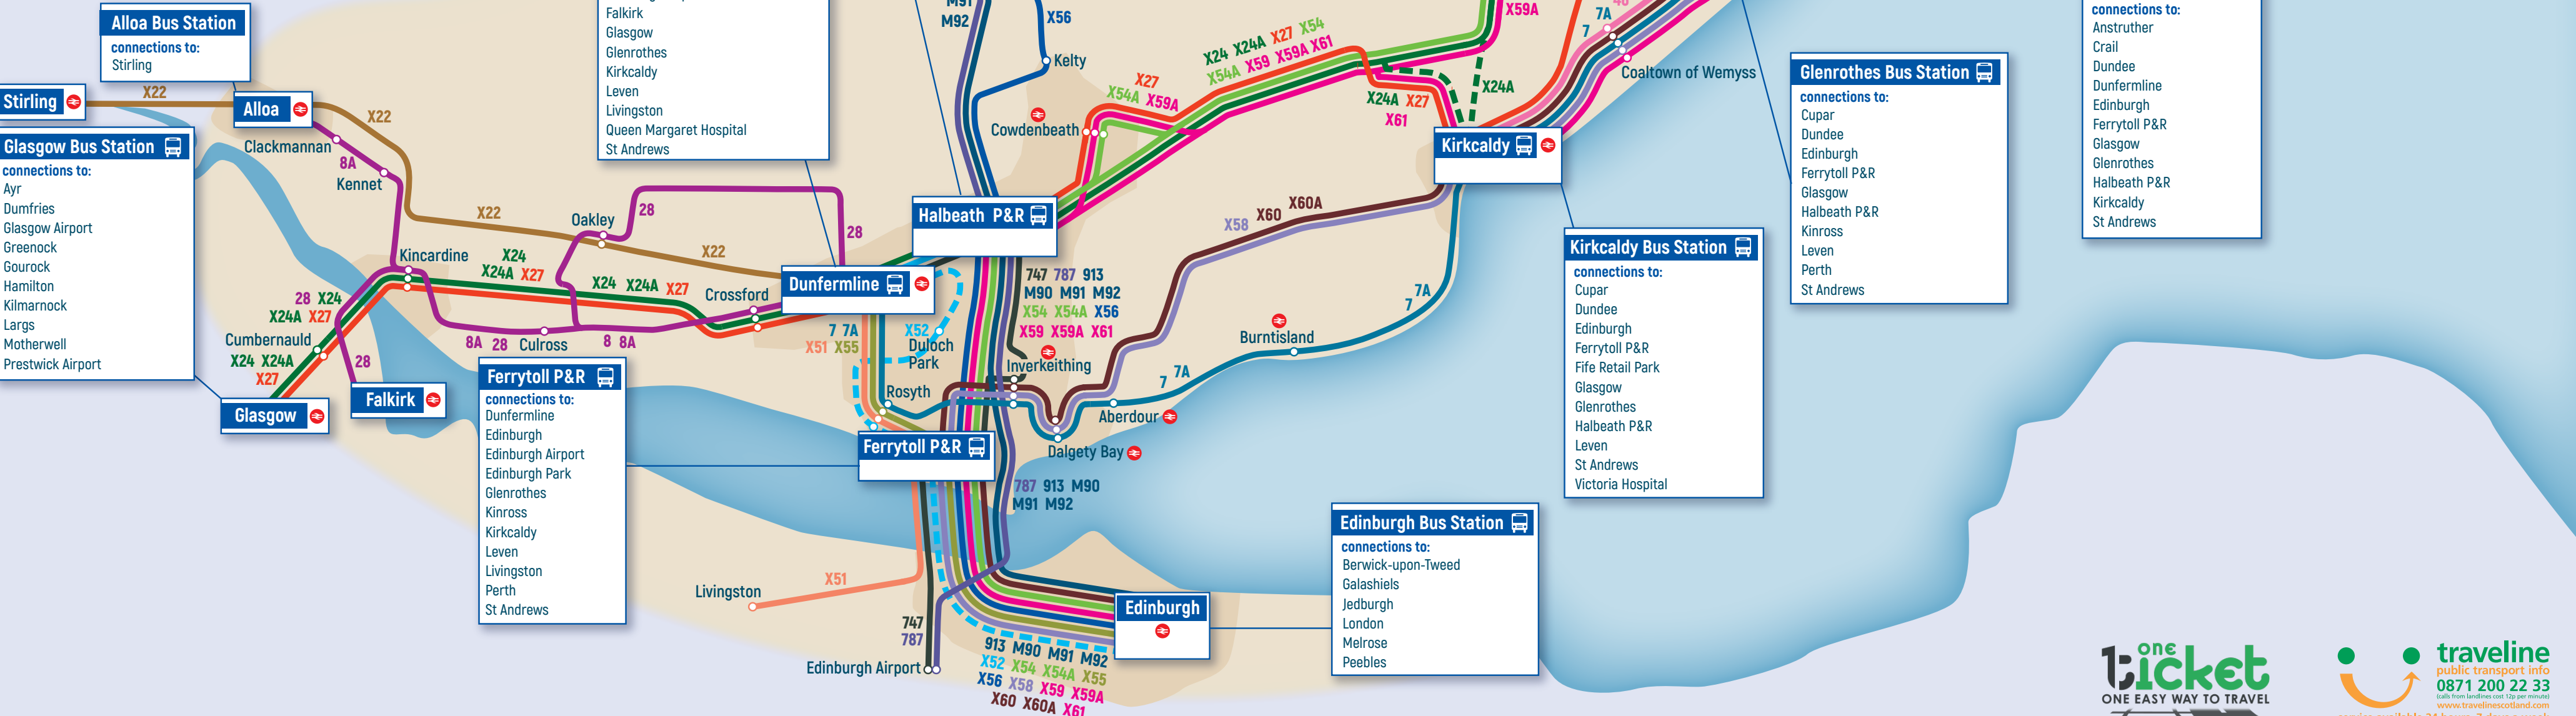 Alloa Bus Station
connections to:
Stirling
Stirling
X22
Alloa
X22
Glasgow Bus Station
connections to:
Ayr
Dumfries
Glasgow Airport
Greenock
Gourock
Hamilton
Kilmarnock
Largs
Motherwell
Prestwick Airport
Clackmannan
8A
Kennet
Kincardine
X22
Oakley
28
28
X22
X24
X24A X27
X24 X24A X27
Crossford
28 X24
X24A X27
Cumbernauld
X24 X24A
X27
28
8A 28 Culross 8 8A
Glasgow
Falkirk
Falkirk
Glasgow
Glenrothes
Kirkcaldy
Leven
Livingston
Queen Margaret Hospital
St Andrews
Dunfermline
Ferrytoll P&R
connections to:
Dunfermline
Edinburgh
Edinburgh Airport
Edinburgh Park
Glenrothes
Kinross
Kirkcaldy
Leven
Livingston
Perth
St Andrews
M91
M92
X56
Kelty
Cowdenbeath
X27
X54A X59A
X24 X24A X27 X54
X54A X59 X59A X61
X59A
X24A X27
X61
X24A
Halbeath P&R
747 787 913
M90 M91 M92
X54 X54A X56
X59 X59A X61
7 7A
X51 X55
X52
Duloch
Park
Inverkeithing
Rosyth
Ferrytoll P&R
Aberdour
Dalgety Bay
787 913 M90
M91 M92
7 7A
Burntisland
7A
7
X58 X60 X60A
Kirkcaldy
7A
7
Coaltown of Wemyss
Kirkcaldy Bus Station
connections to:
Cupar
Dundee
Edinburgh
Ferrytoll P&R
Fife Retail Park
Glasgow
Glenrothes
Halbeath P&R
Leven
St Andrews
Victoria Hospital
Glenrothes Bus Station
connections to:
Cupar
Dundee
Edinburgh
Ferrytoll P&R
Glasgow
Halbeath P&R
Kinross
Leven
Perth
St Andrews
connections to:
Anstruther
Crail
Dundee
Dunfermline
Edinburgh
Ferrytoll P&R
Glasgow
Glenrothes
Halbeath P&R
Kirkcaldy
St Andrews
Livingston
X51
747
787
Edinburgh Airport
913 M90 M91 M92
X52 X54 X54A X55
X56 X58 X59 X59A
X60 X60A X61
Edinburgh
Edinburgh Bus Station
connections to:
Berwick-upon-Tweed
Galashiels
Jedburgh
London
Melrose
Peebles
one
ticket
ONE EASY WAY TO TRAVEL
traveline
public transport info
0871 200 22 33
(calls from landlines cost 12p per minute)
www.travelinescotland.com